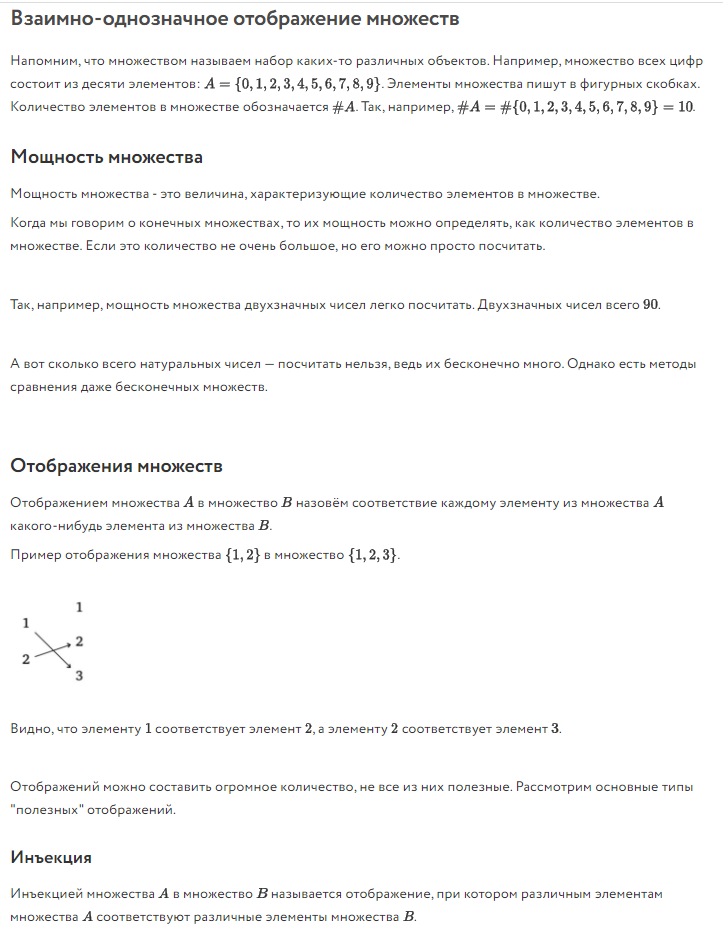 Взаимно-однозначное отображение множеств
Напомним, что множеством называем набор каких-то различных объектов. Например, множество всех цифр
состоит из десяти элементов: A = {0, 1, 2, 3, 4, 5, 6, 7, 8, 9}. Элементы множества пишут в фигурных скобках.
Количество элементов в множестве обозначается #A. Так, например, #A = #{0, 1, 2, 3, 4, 5, 6, 7, 8, 9} = 10.
Мощность множества
Мощность множества - это величина, характеризующие количество элементов в множестве.
Когда мы говорим о конечных множествах, то их мощность можно определять, как количество элементов в
множестве. Если это количество не очень большое, но его можно просто посчитать.
Так, например, мощность множества двухзначных чисел легко посчитать. Двухзначных чисел всего 90.
А вот сколько всего натуральных чисел — посчитать нельзя, ведь их бесконечно много. Однако есть методы
сравнения даже бесконечных множеств.
Отображения множеств
Отображением множества A в множество B назовём соответствие каждому элементу из множества A
какого-нибудь элемента из множества B.
Пример отображения множества {1, 2} в множество {1, 2, 3}.
1
1
2
2
3
Видно, что элементу 1 соответствует элемент 2, а элементу 2 соответствует элемент 3.
Отображений можно составить огромное количество, не все из них полезные. Рассмотрим основные типы
"полезных" отображений.
Инъекция
Инъекцией множества A в множество B называется отображение, при котором различным элементам
множества A соответствуют различные элементы множества B.